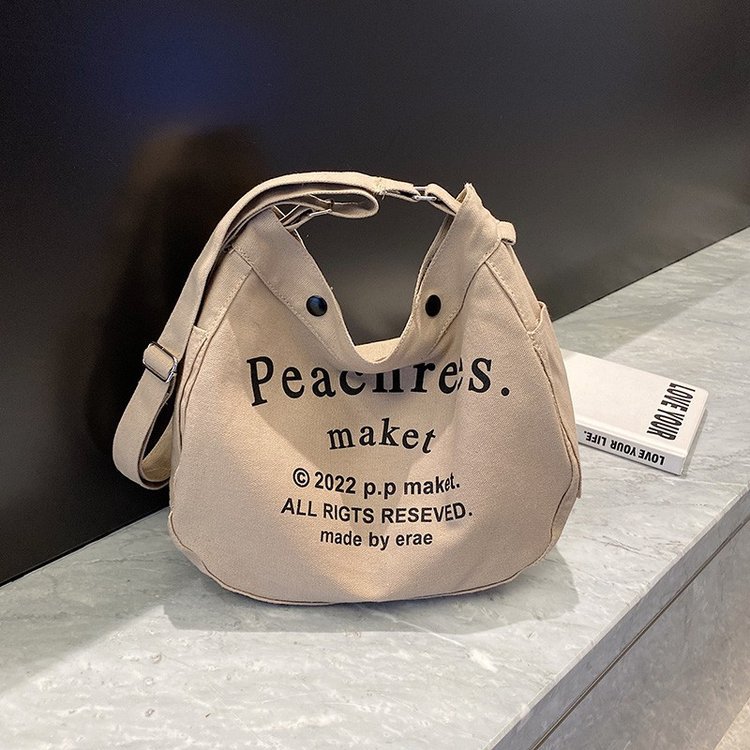 Peachres.
maket
© 2022 p.p maket.
ALL RIGTS RESEVED.
made by erae
LOVE YOUR
LOVE YOUR LIFE.